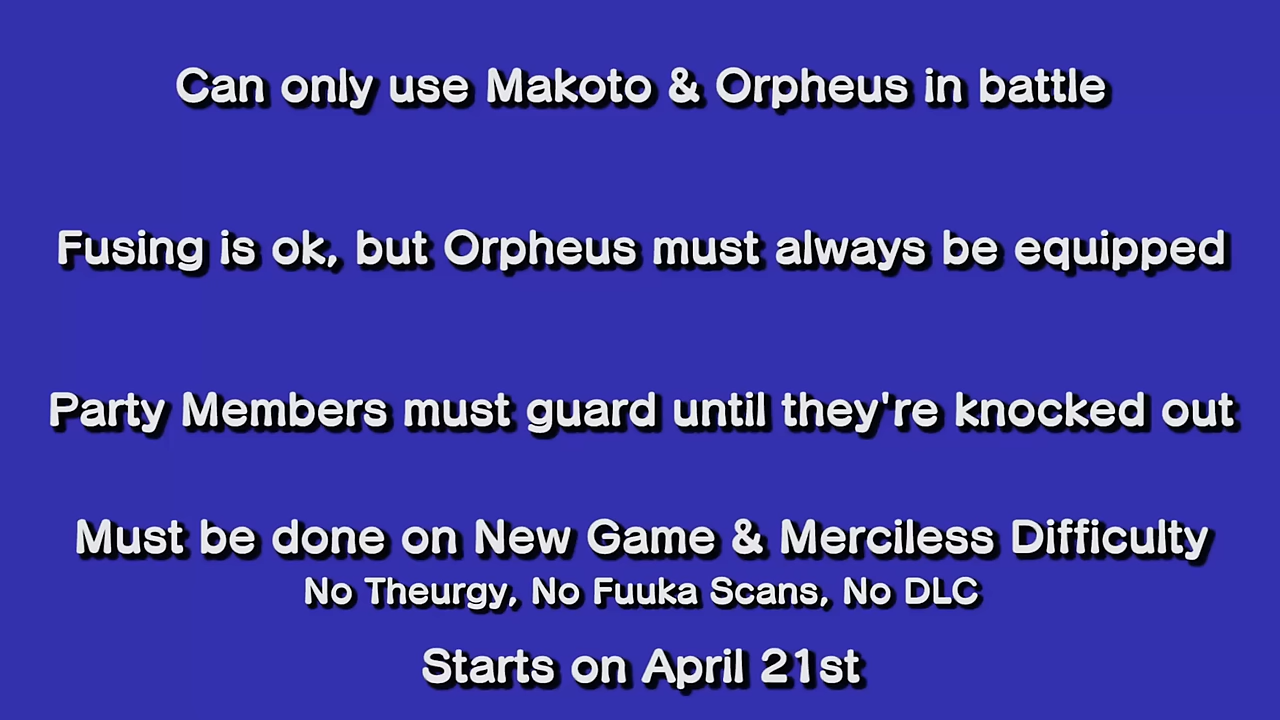 Can only use Makoto & Orpheus in battle
Fusing is ok, but Orpheus must always be equipped
Party Members must guard until they're knocked out
Must be done on New Game & Merciless Difficulty
No Theurgy, No Fuuka Scans, No DLC
Starts on April 21st